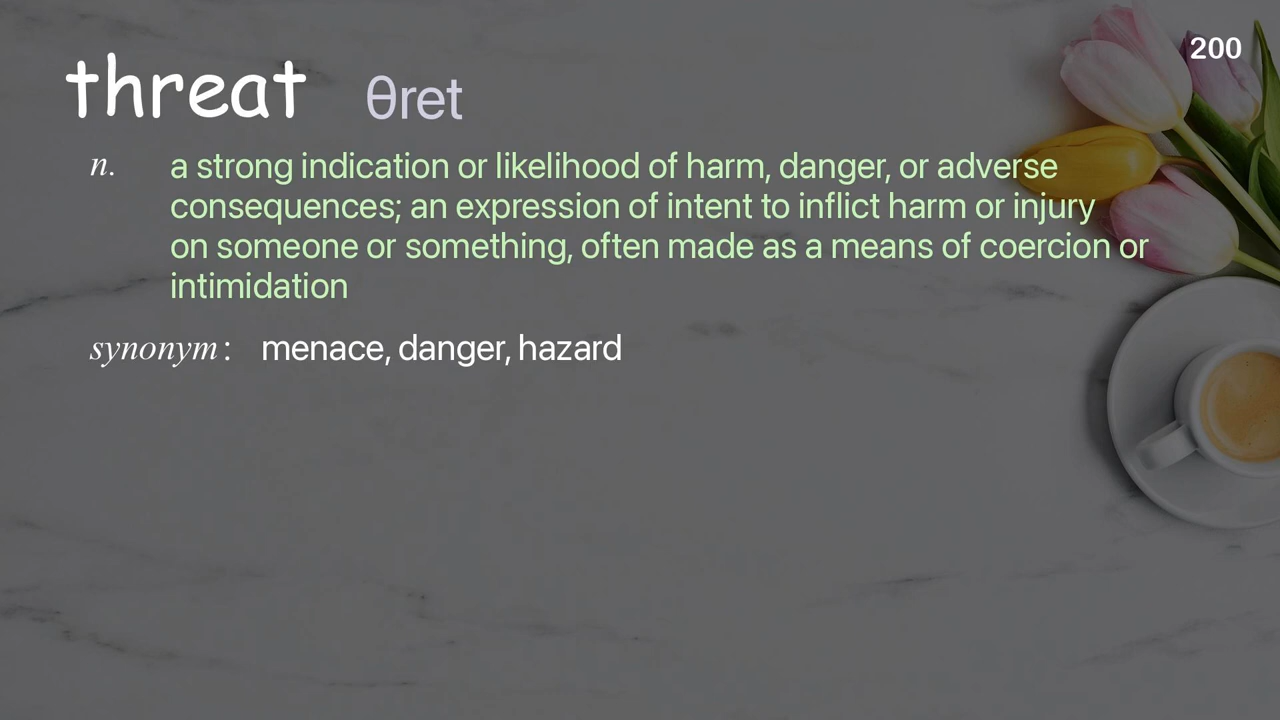 200
threat θret
n. a strong indication or likelihood of harm, danger, or adverse
consequences; an expression of intent to inflict harm or injury
on someone or something, often made as a means of coercion or
intimidation
synonym : menace, danger, hazard